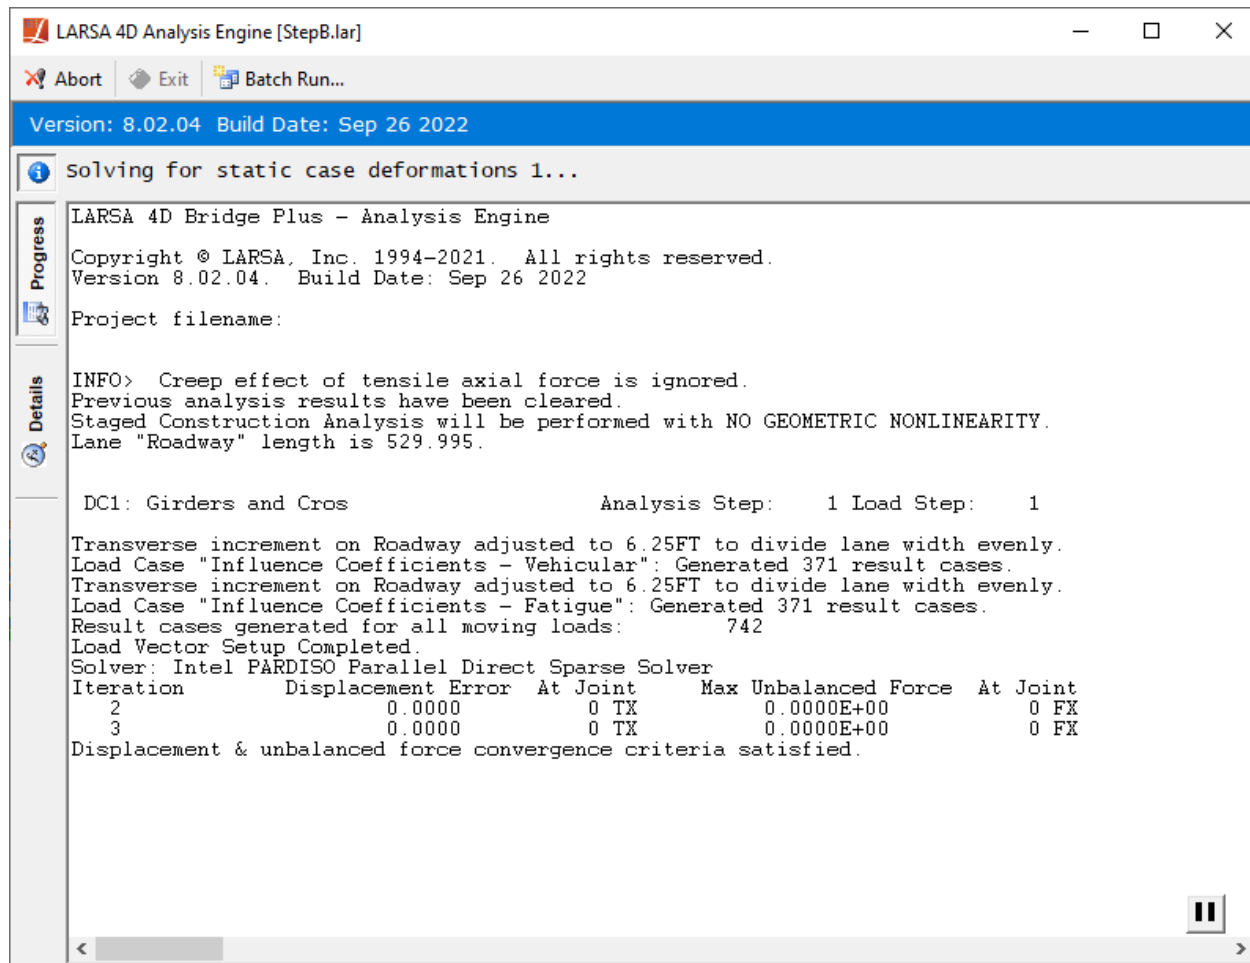 LARSA 4D Analysis Engine [StepB.lar]
Abort Exit Batch Run...
Version: 8.02.04 Build Date: Sep 26 2022
Solving for static case deformations 1...
Progress
Details
LARSA 4D Bridge Plus - Analysis Engine
Copyright © LARSA, Inc. 1994-2021. All rights reserved.
Version 8.02.04. Build Date: Sep 26 2022
Project filename:
INFO> Creep effect of tensile axial force is ignored.
Previous analysis results have been cleared.
Staged Construction Analysis will be performed with NO GEOMETRIC NONLINEARITY.
Lane "Roadway" length is 529.995.
DC1: Girders and Cros Analysis Step: 1 Load Step: 1
Transverse increment on Roadway adjusted to 6.25FT to divide lane width evenly.
Load Case "Influence Coefficients - Vehicular": Generated 371 result cases.
Transverse increment on Roadway adjusted to 6.25FT to divide lane width evenly.
Load Case "Influence Coefficients - Fatigue": Generated 371 result cases.
Result cases generated for all moving loads: 742
Load Vector Setup Completed.
Solver: Intel PARDISO Parallel Direct Sparse Solver
Iteration Displacement Error At Joint Max Unbalanced Force At Joint
2 0.0000 0 TX 0.0000E+00 0 FX
3 0.0000 0 TX 0.0000E+00 0 FX
Displacement & unbalanced force convergence criteria satisfied.